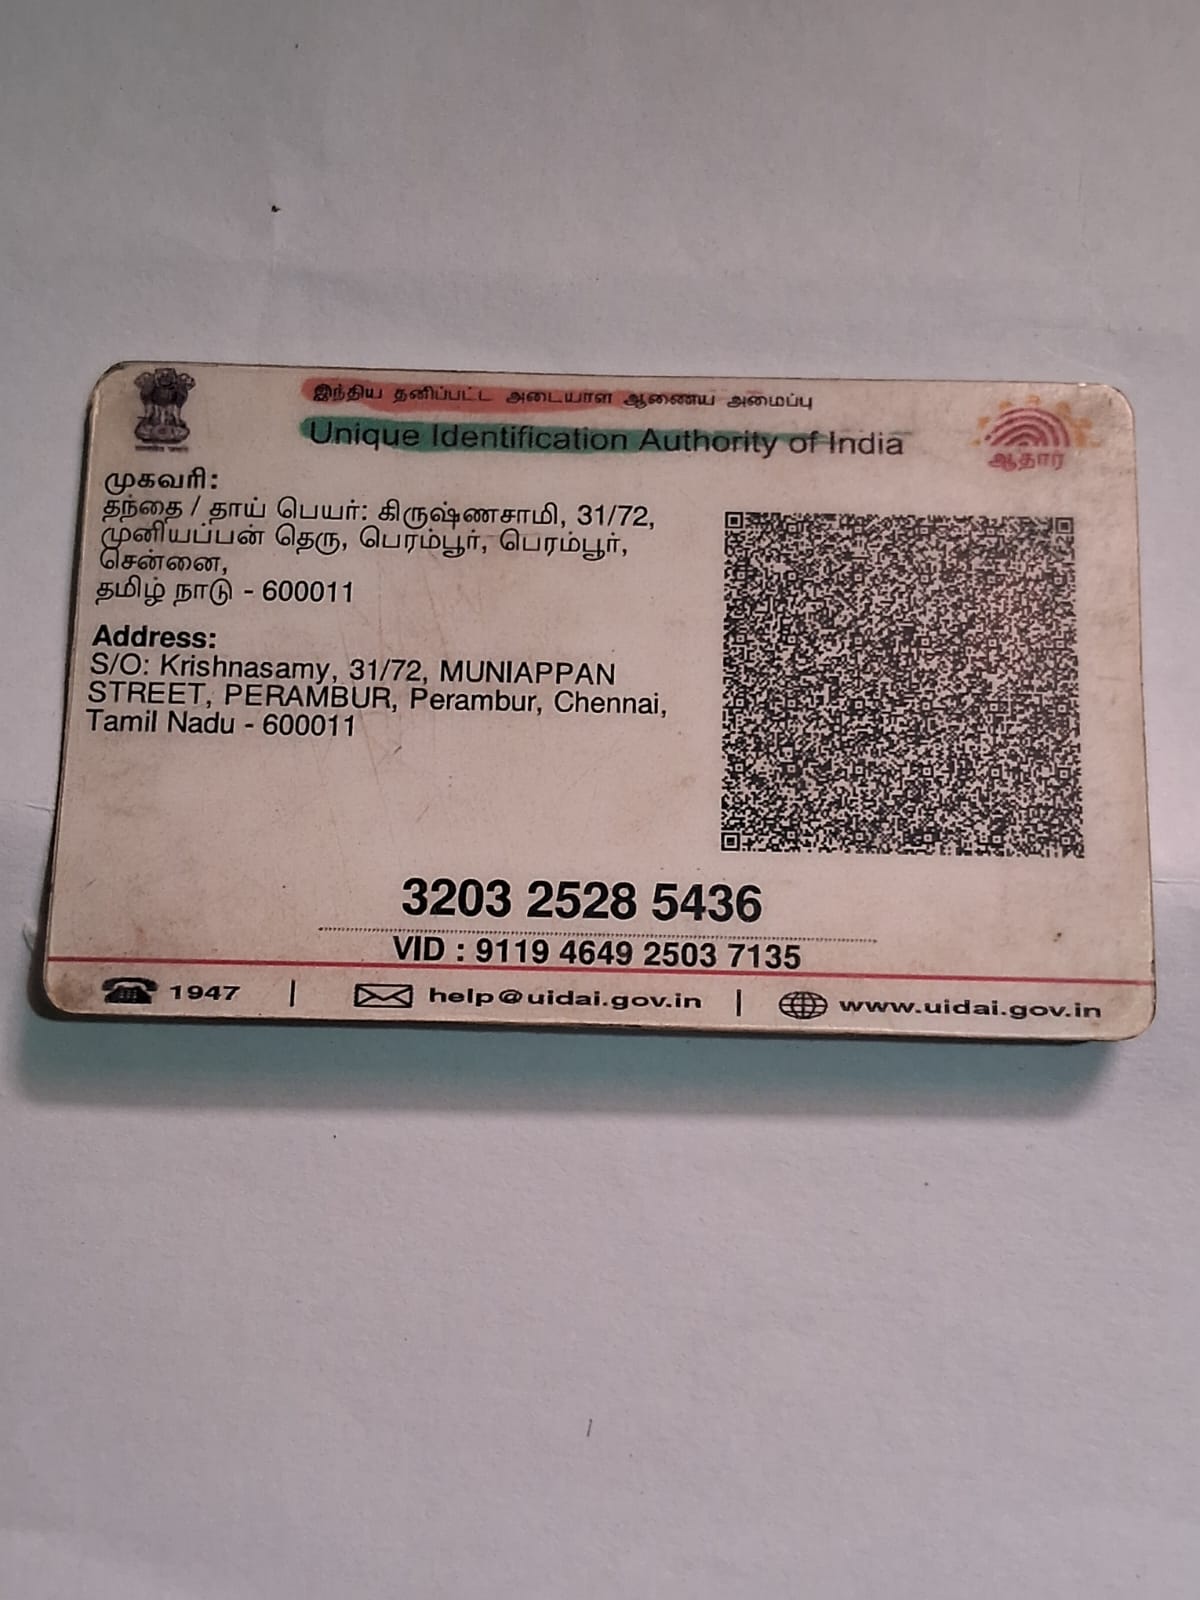 இந்திய தனிப்பட்ட அடையாள ஆணைய அமைப்பு
Unique Identification Authority of India
ஆதார்
முகவரி:
தந்தை / தாய் பெயர்: கிருஷ்ணசாமி, 31/72,
முனியப்பன் தெரு, பெரம்பூர், பெரம்பூர்,
சென்னை,
தமிழ் நாடு - 600011
Address:
S/O: Krishnasamy, 31/72, MUNIAPPAN
STREET, PERAMBUR, Perambur, Chennai,
Tamil Nadu - 600011
3203 2528 5436
VID : 9119 4649 2503 7135
1947 | help@uidai.gov.in | www.uidai.gov.in